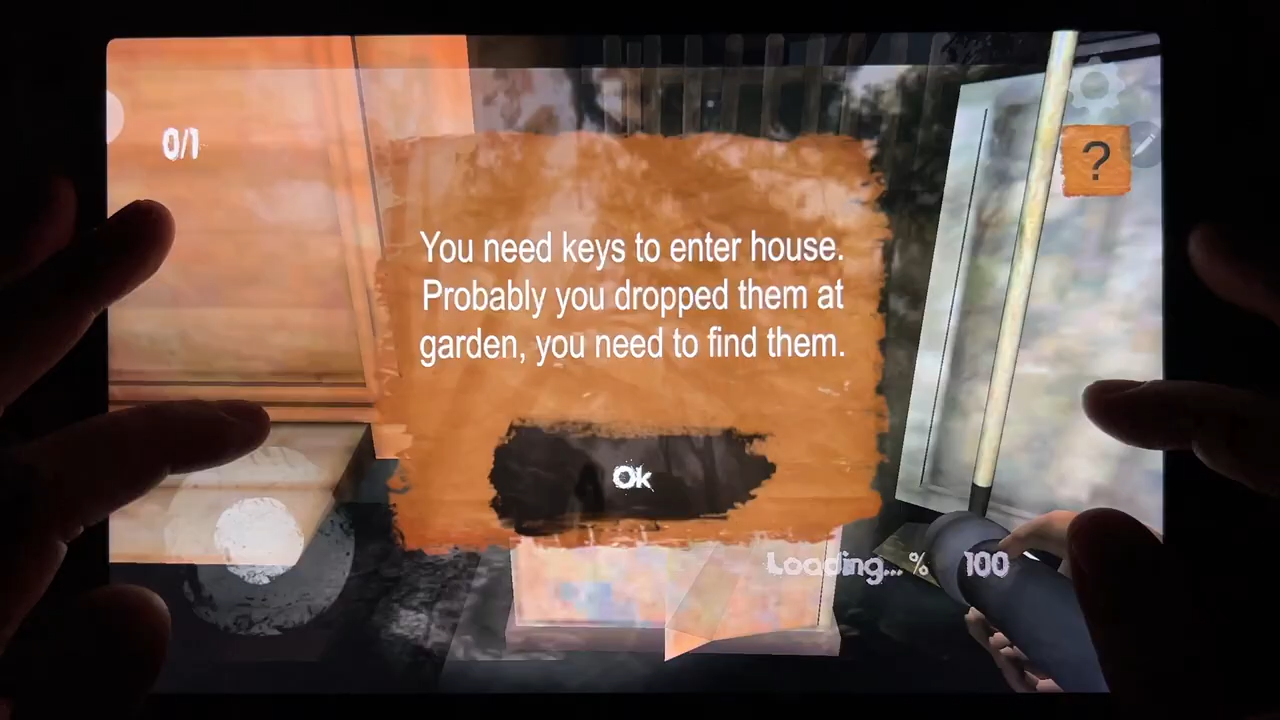 0/1
?
You need keys to enter house.
Probably you dropped them at
garden, you need to find them.
Ok
Loading... % 100